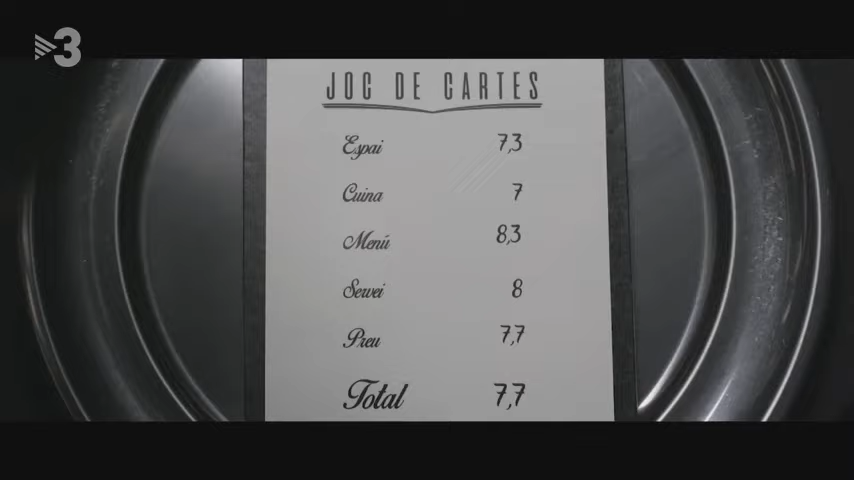 3
JOC DE CARTES
Espai 7,3
Cuina 7
Menú 8,3
Servei 8
Preu 7,7
Total 7,7